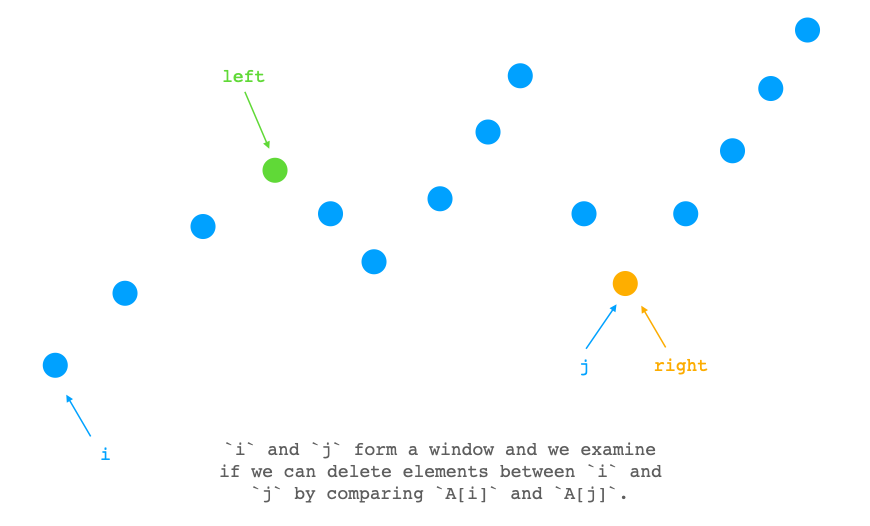 left
j
right
i
`i` and `j` form a window and we examine
if we can delete elements between `i` and
`j` by comparing `A[i]` and `A[j]`.